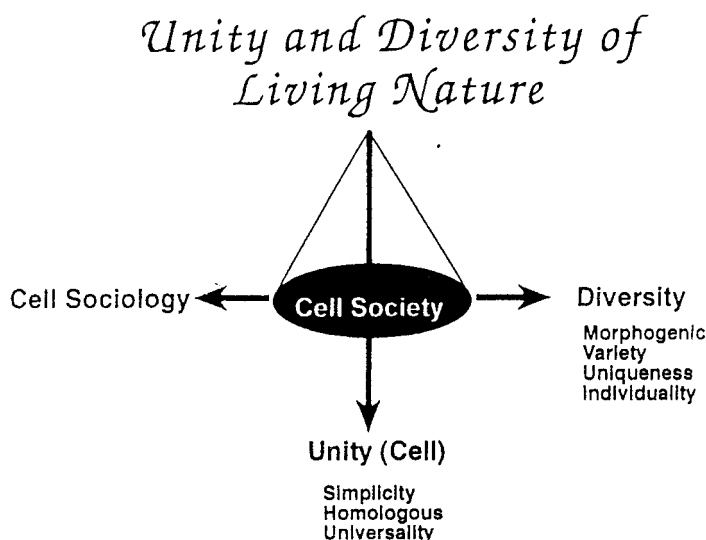 Unity and Diversity of
Living Nature
Cell Sociology
Cell Society
Diversity
Morphogenic
Variety
Uniqueness
Individuality
Unity (Cell)
Simplicity
Homologous
Universality